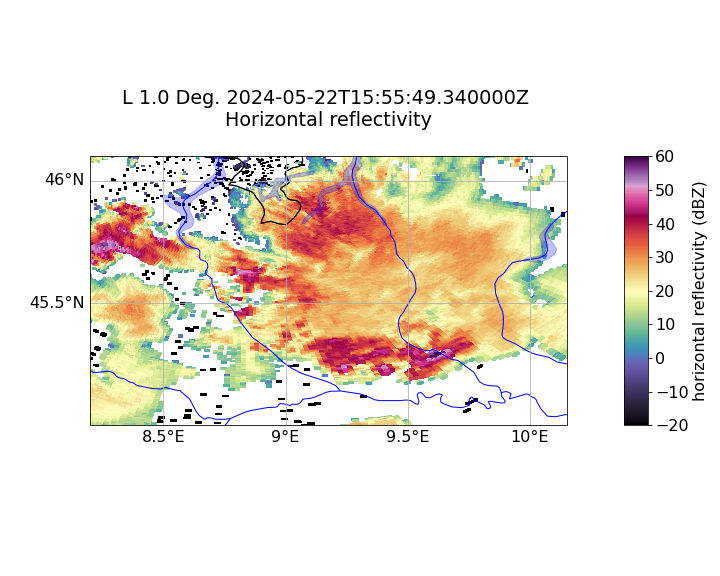 L 1.0 Deg. 2024-05-22T15:55:49.340000Z
Horizontal reflectivity
46°N
45.5°N
8.5°E
9°E
9.5°E
10°E
60
50
40
30
20
10
0
−10
−20
horizontal reflectivity (dBZ)